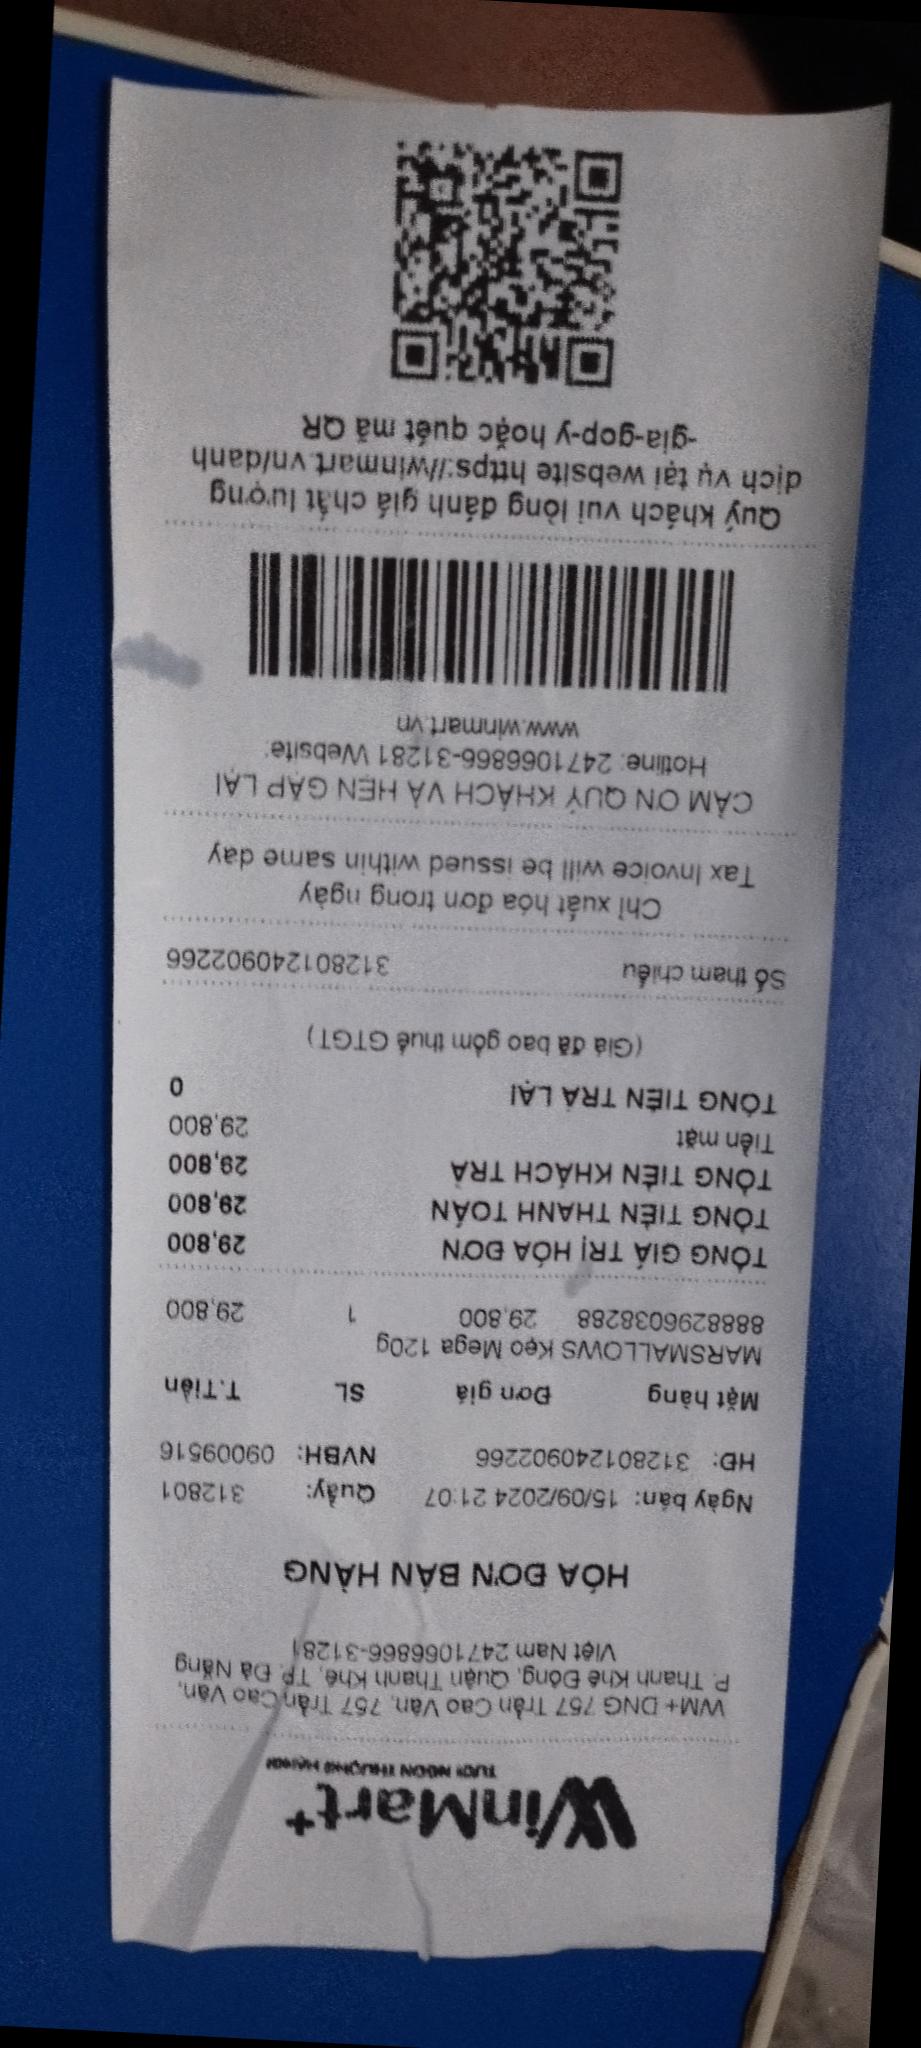 WinMart+
TƯƠI NGON THƯỢNG HẠNG
WM+ DNG 757 Trần Cao Vân, 757 Trần Cao Vân,
P. Thanh Khê Đông, Quận Thanh Khê, TP. Đà Nẵng
Việt Nam 2471066866-31281
HÓA ĐƠN BÁN HÀNG
Ngày bán: 15/09/2024 21:07 Quầy: 312801
HĐ: 31280124090 2266 NVBH: 09009516
Mặt hàng Đơn giá SL T.Tiền
MARSMALLOWS Kẹo Mega 120g
8888296038288 29,800 1 29,800
TỔNG GIÁ TRỊ HÓA ĐƠN 29,800
TỔNG TIỀN THANH TOÁN 29,800
TỔNG TIỀN KHÁCH TRẢ 29,800
Tiền mặt 29,800
TỔNG TIỀN TRẢ LẠI 0
(Giá đã bao gồm thuế GTGT)
Số tham chiếu 312801240902266
Chỉ xuất hóa đơn trong ngày
Tax Invoice will be issued within same day
CẢM ƠN QUÝ KHÁCH VÀ HẸN GẶP LẠI
Hotline: 2471066866-31281 Website:
www.winmart.vn
Quý khách vui lòng đánh giá chất lượng
dịch vụ tại website https://winmart.vn/danh
-gia-gop-y hoặc quét mã QR